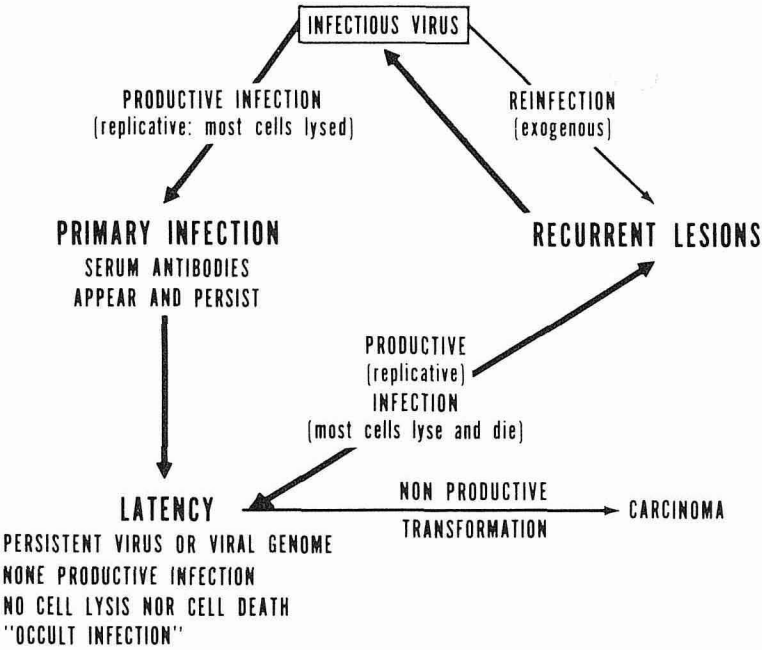 INFECTIOUS VIRUS
PRODUCTIVE INFECTION
(replicative: most cells lysed)
REINFECTION
(exogenous)
PRIMARY INFECTION
SERUM ANTIBODIES
APPEAR AND PERSIST
RECURRENT LESIONS
PRODUCTIVE
(replicative)
INFECTION
(most cells lyse and die)
LATENCY
PERSISTENT VIRUS OR VIRAL GENOME
NONE PRODUCTIVE INFECTION
NO CELL LYSIS NOR CELL DEATH
"OCCULT INFECTION"
NON PRODUCTIVE
TRANSFORMATION
CARCINOMA